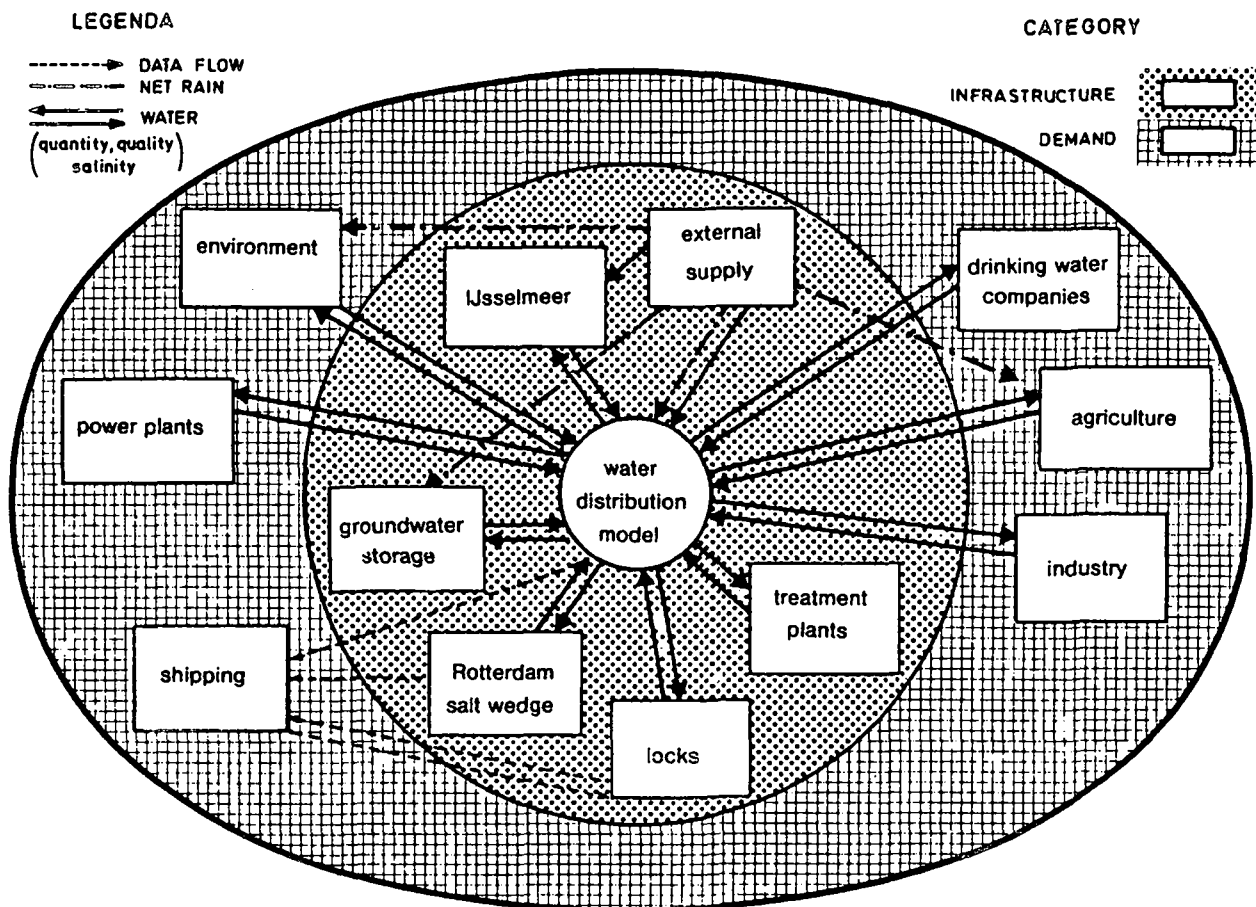 LEGENDA
DATA FLOW
NET RAIN
WATER
(quantity, quality
salinity)
CATEGORY
INFRASTRUCTURE
DEMAND
environment
external
supply
IJsselmeer
drinking water
companies
power plants
agriculture
water
distribution
model
groundwater
storage
industry
treatment
plants
shipping
Rotterdam
salt wedge
locks